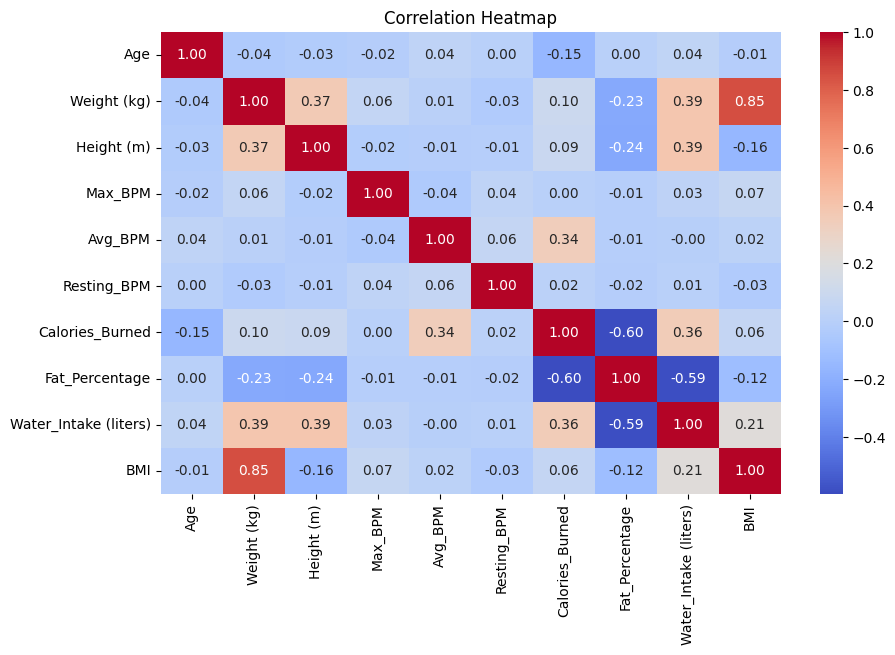 Correlation Heatmap
Age 1.00 -0.04 -0.03 -0.02 0.04 0.00 -0.15 0.00 0.04 -0.01
Weight (kg) -0.04 1.00 0.37 0.06 0.01 -0.03 0.10 -0.23 0.39 0.85
Height (m) -0.03 0.37 1.00 -0.02 -0.01 -0.01 0.09 -0.24 0.39 -0.16
Max_BPM -0.02 0.06 -0.02 1.00 -0.04 0.04 0.00 -0.01 0.03 0.07
Avg_BPM 0.04 0.01 -0.01 -0.04 1.00 0.06 0.34 -0.01 -0.00 0.02
Resting_BPM 0.00 -0.03 -0.01 0.04 0.06 1.00 0.02 -0.02 0.01 -0.03
Calories_Burned -0.15 0.10 0.09 0.00 0.34 0.02 1.00 -0.60 0.36 0.06
Fat_Percentage 0.00 -0.23 -0.24 -0.01 -0.01 -0.02 -0.60 1.00 -0.59 -0.12
Water_Intake (liters) 0.04 0.39 0.39 0.03 -0.00 0.01 0.36 -0.59 1.00 0.21
BMI -0.01 0.85 -0.16 0.07 0.02 -0.03 0.06 -0.12 0.21 1.00
Age
Weight (kg)
Height (m)
Max_BPM
Avg_BPM
Resting_BPM
Calories_Burned
Fat_Percentage
Water_Intake (liters)
BMI
1.0
0.8
0.6
0.4
0.2
0.0
−0.2
−0.4